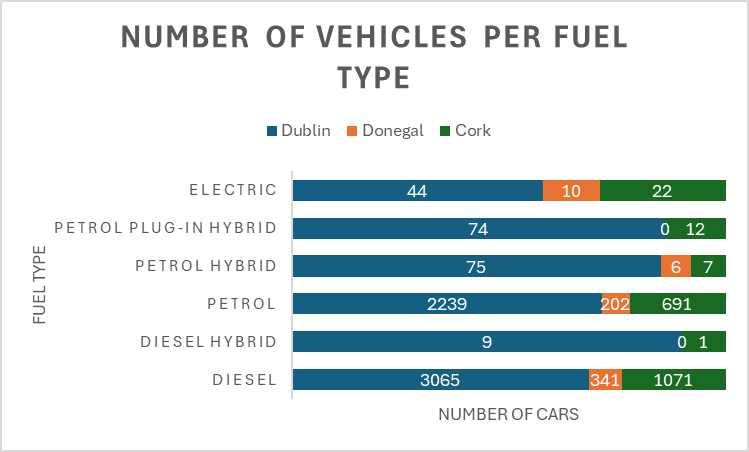 NUMBER OF VEHICLES PER FUEL
TYPE
Dublin Donegal Cork
ELECTRIC 44 10 22
PETROL PLUG-IN HYBRID 74 0 12
PETROL HYBRID 75 6 7
PETROL 2239 202 691
DIESEL HYBRID 9 0 1
DIESEL 3065 341 1071
FUEL TYPE
NUMBER OF CARS